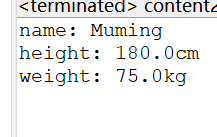 <terminated> content2
name: Muming
height: 180.0cm
weight: 75.0kg